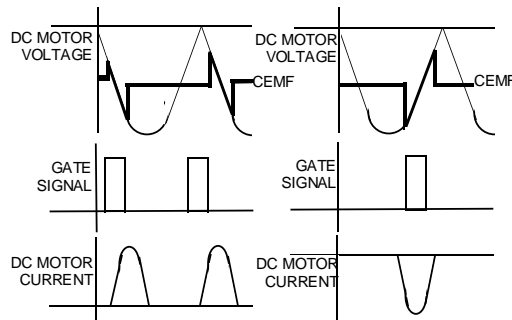 DC MOTOR
VOLTAGE
CEMF
GATE
SIGNAL
DC MOTOR
CURRENT
DC MOTOR
VOLTAGE
CEMF
GATE
SIGNAL
DC MOTOR
CURRENT